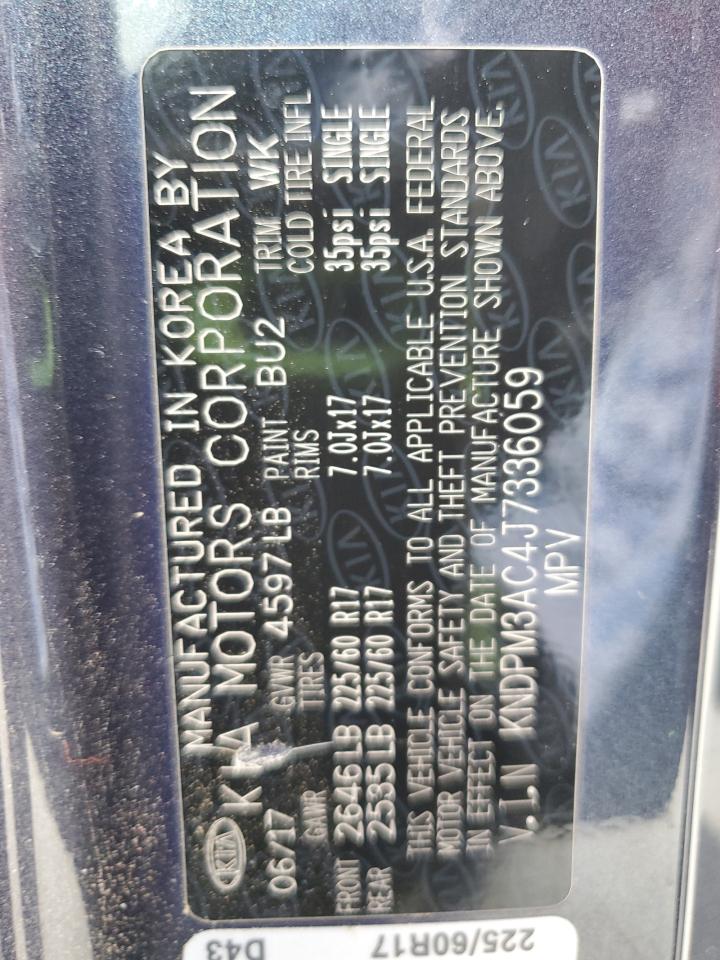 MANUFACTURED IN KOREA BY
KIA MOTORS CORPORATION
KIA
06/17 GVWR 4597 LB PAINT BU2 TRIM WK
GAWR TIRES RIMS COLD TIRE INFL
FRONT 2646 LB 225/60 R17 7.0Jx17 35psi SINGLE
REAR 2535 LB 225/60 R17 7.0Jx17 35psi SINGLE
THIS VEHICLE CONFORMS TO ALL APPLICABLE U.S.A. FEDERAL
MOTOR VEHICLE SAFETY AND THEFT PREVENTION STANDARDS
IN EFFECT ON THE DATE OF MANUFACTURE SHOWN ABOVE.
V.I.N KNDPM3AC4J7336059
MPV
D43
225/60R17